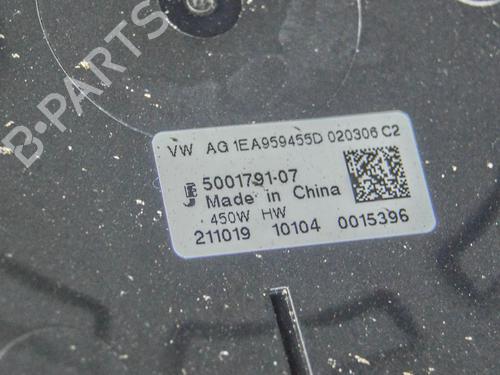 B-PARTS
VW AG 1EA959455D 020306 C2
5001791-07
Made in China
450W HW
211019 10104 0015396